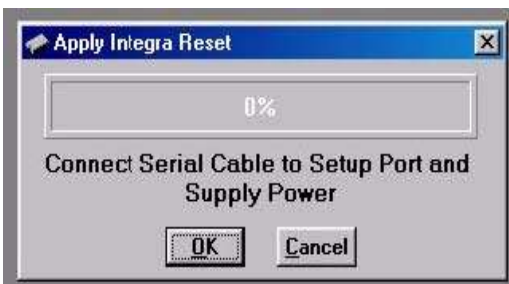 Apply Integra Reset
0%
Connect Serial Cable to Setup Port and
Supply Power
OK Cancel